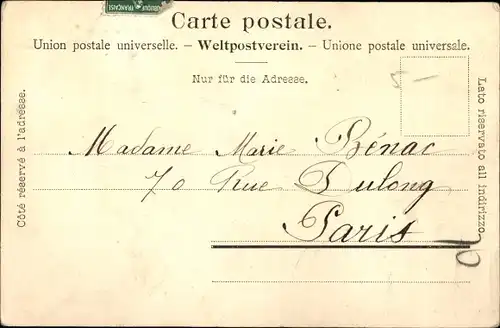 Carte postale.
Union postale universelle. – Weltpostverein. – Unione postale universale.
Nur für die Adresse.
5 –
Côté réservé à l'adresse.
Lato riservato all indirizzo.
Madame Marie Bénac
70 Rue Dulong
Paris